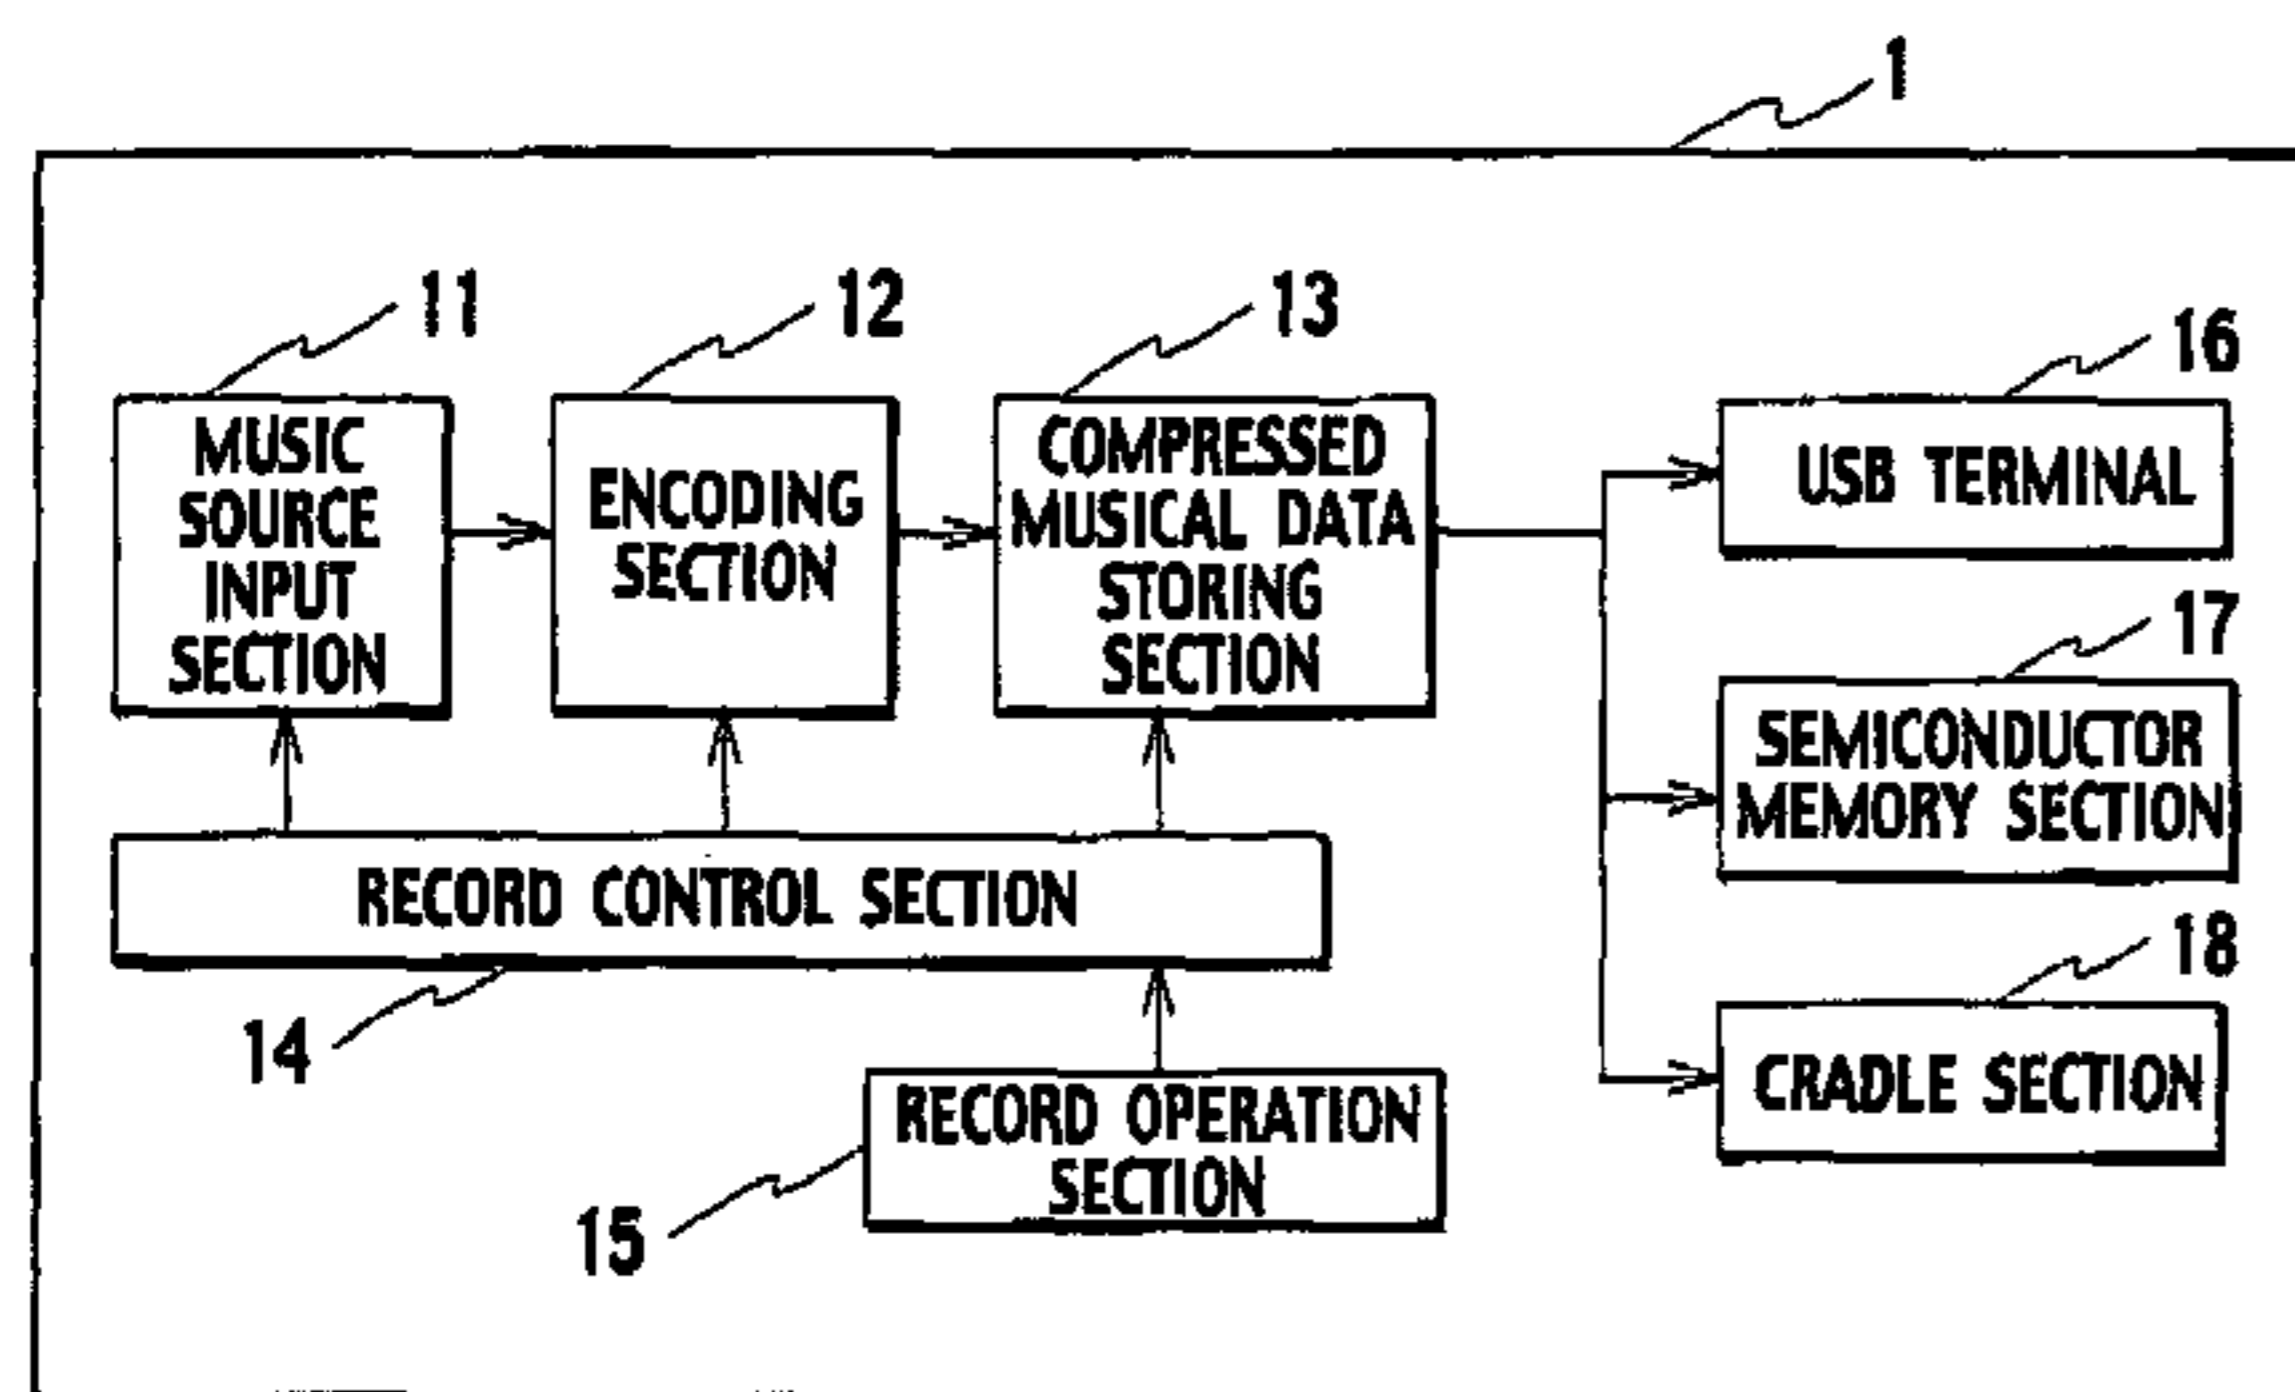 1
11
12
13
16
MUSIC
SOURCE
INPUT
SECTION
ENCODING
SECTION
COMPRESSED
MUSICAL DATA
STORING
SECTION
USB TERMINAL
17
SEMICONDUCTOR
MEMORY SECTION
RECORD CONTROL SECTION
14
18
CRADLE SECTION
RECORD OPERATION
SECTION
15